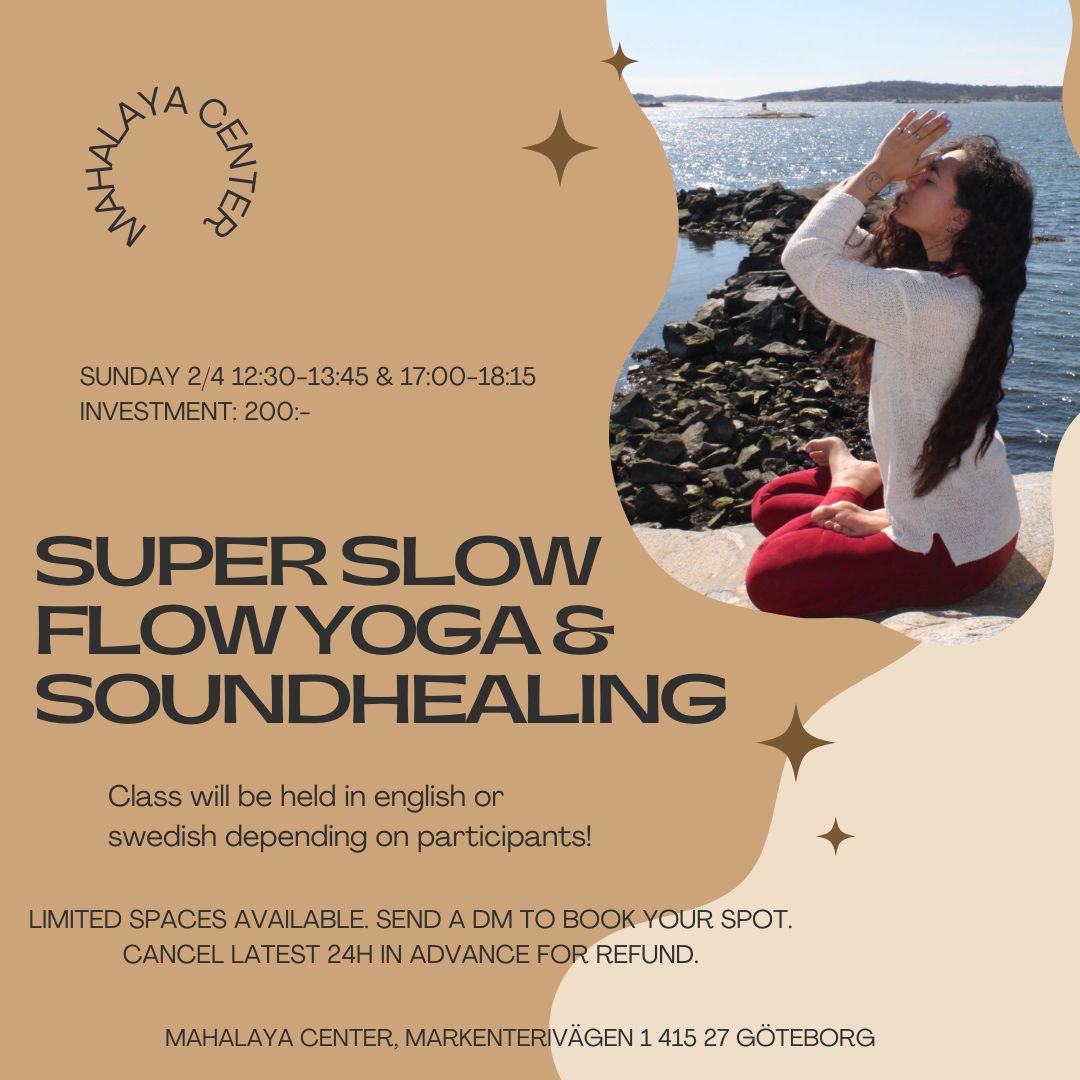 MAHALAYA CENTER
SUNDAY 2/4 12:30-13:45 & 17:00-18:15
INVESTMENT: 200:-
SUPER SLOW
FLOW YOGA &
SOUNDHEALING
Class will be held in english or
swedish depending on participants!
LIMITED SPACES AVAILABLE. SEND A DM TO BOOK YOUR SPOT.
CANCEL LATEST 24H IN ADVANCE FOR REFUND.
MAHALAYA CENTER, MARKENTERIVÄGEN 1 415 27 GÖTEBORG